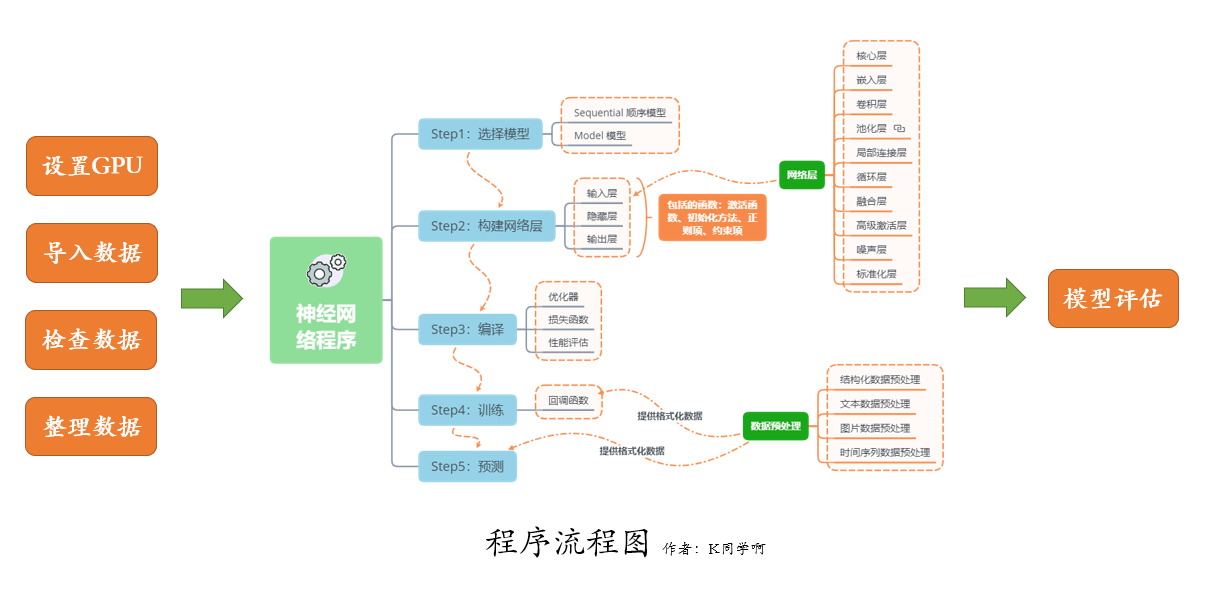 设置GPU
导入数据
检查数据
整理数据
神经网
络程序
Step1：选择模型
Sequential 顺序模型
Model 模型
Step2：构建网络层
输入层
隐藏层
输出层
包括的函数：激活函
数、初始化方法、正
则项、约束项
网络层
核心层
嵌入层
卷积层
池化层
局部连接层
循环层
融合层
高级激活层
噪声层
标准化层
Step3：编译
优化器
损失函数
性能评估
Step4：训练
回调函数
提供格式化数据
Step5：预测
提供格式化数据
数据预处理
结构化数据预处理
文本数据预处理
图片数据预处理
时间序列数据预处理
模型评估
程序流程图 作者：K同学啊